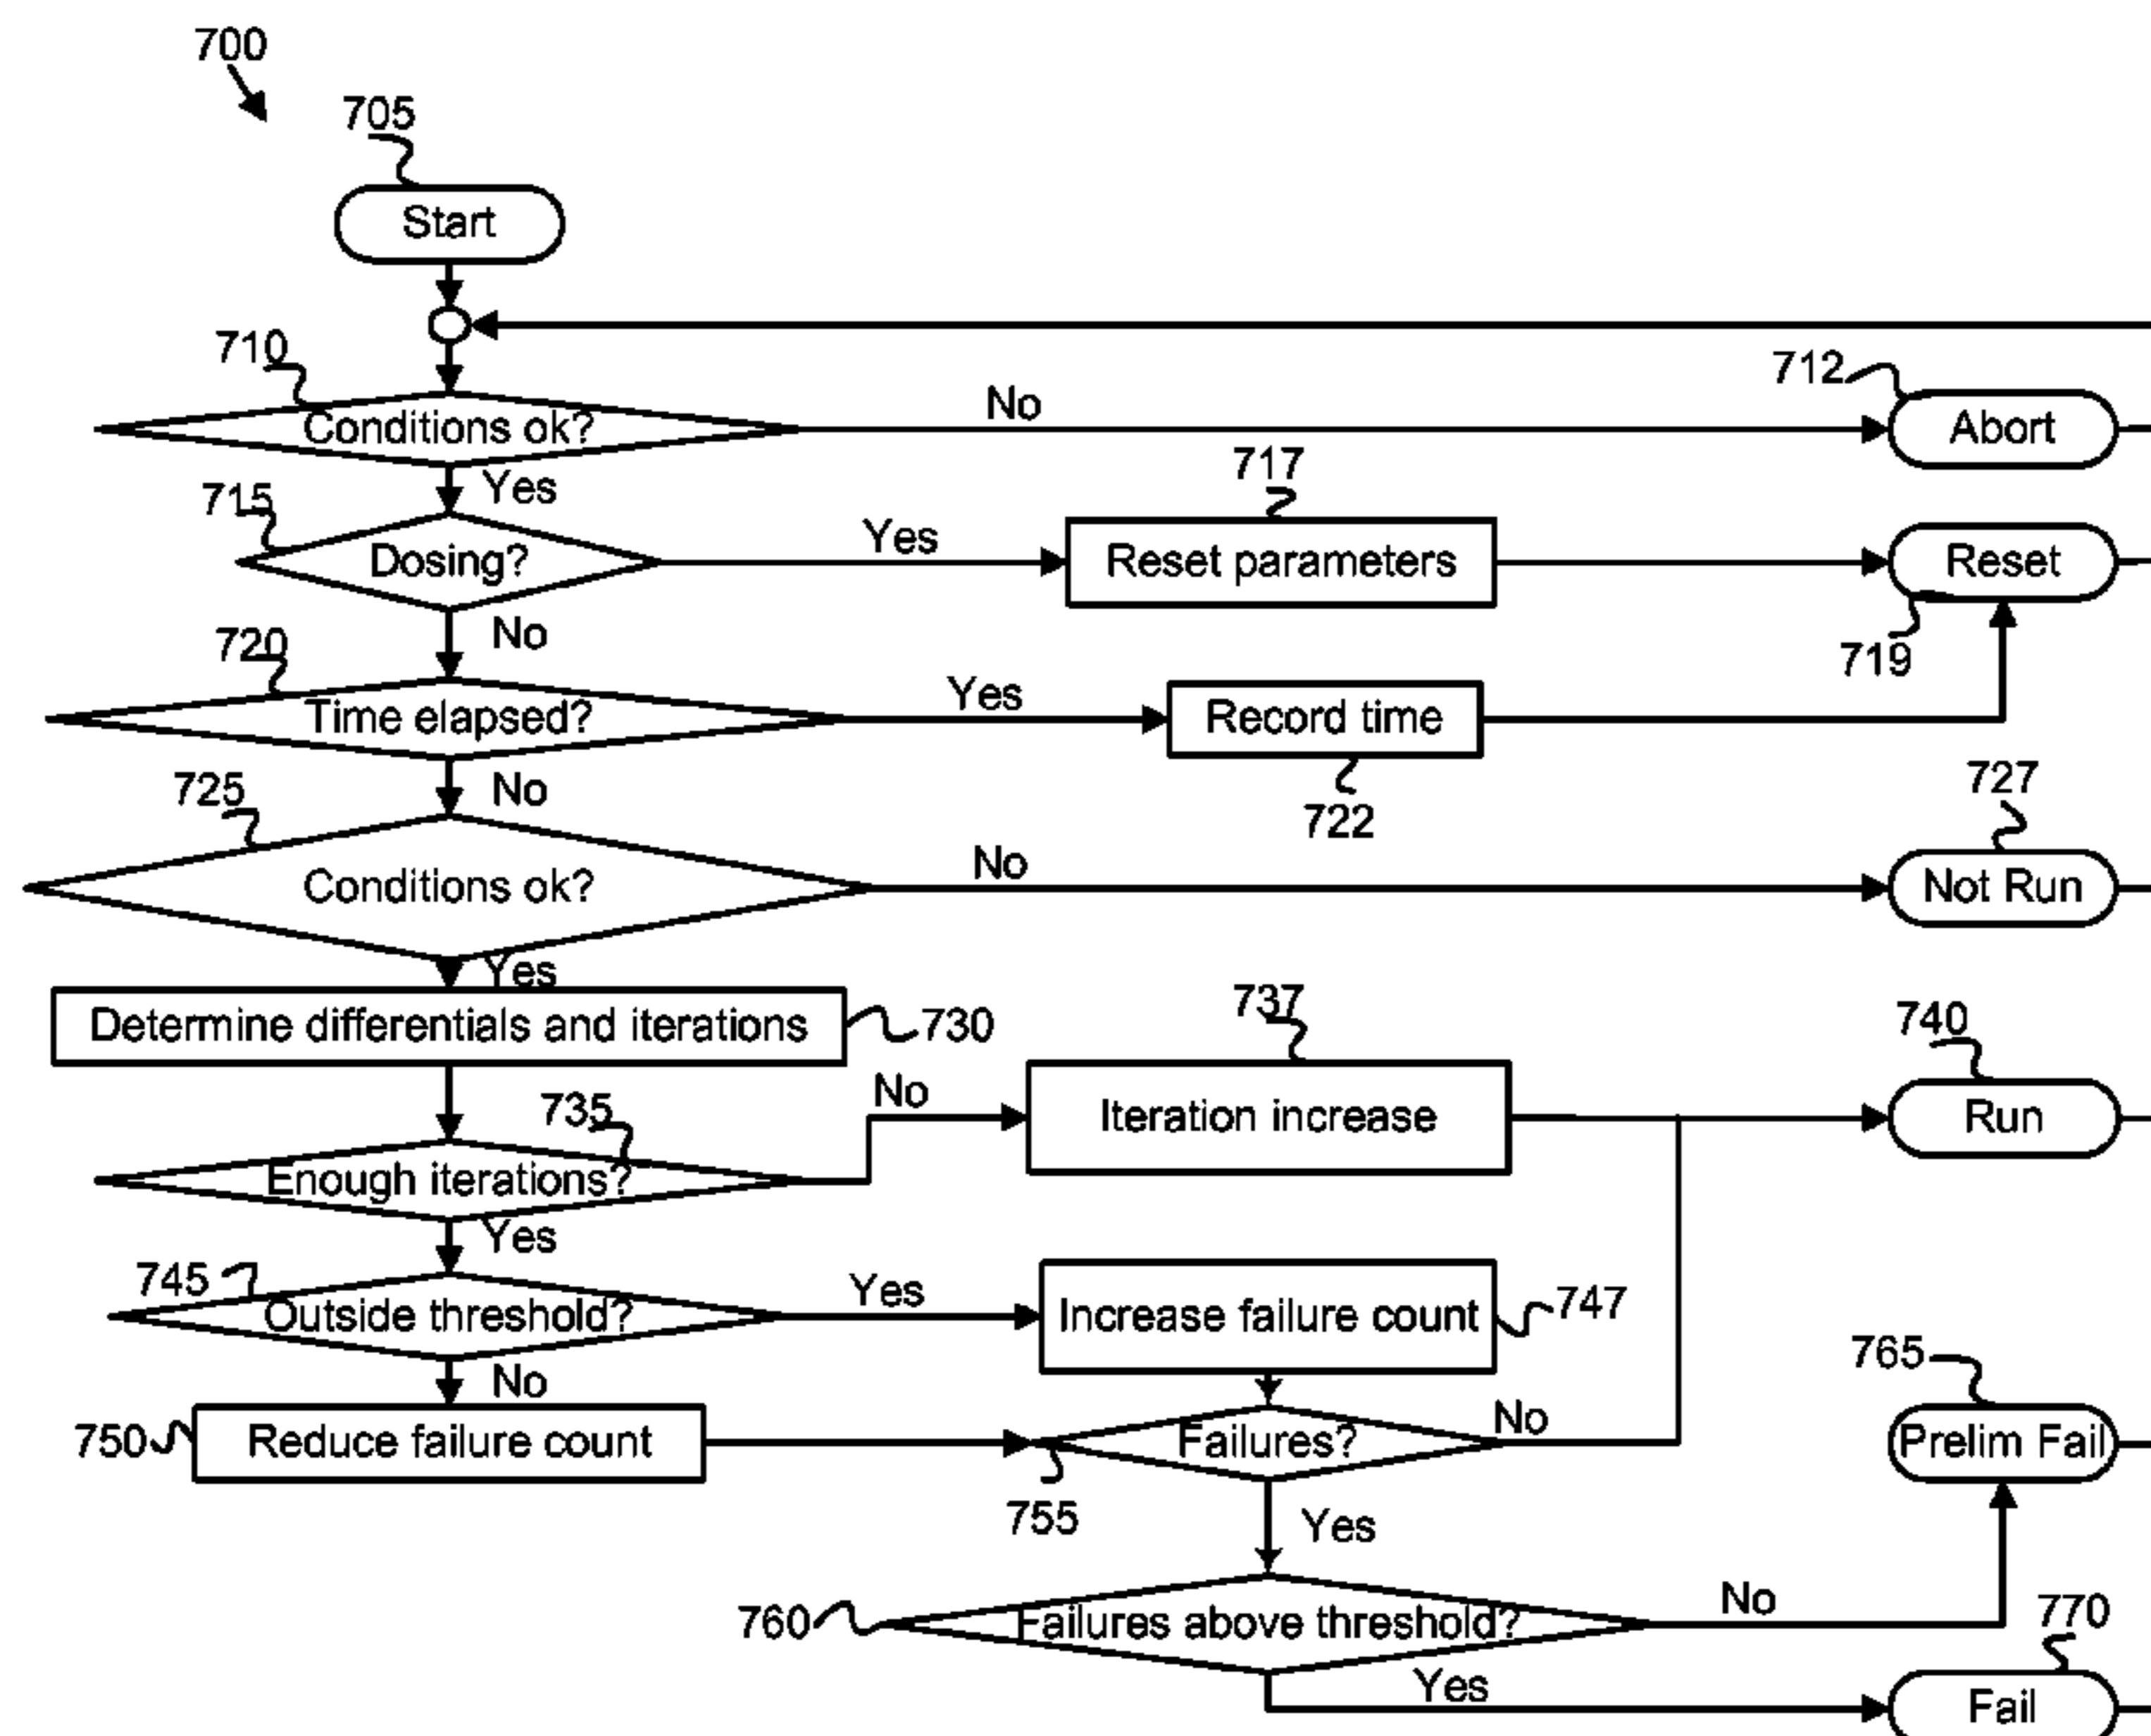 700
705
Start
710
Conditions ok?
No
712
Abort
Yes
715
Dosing?
Yes
717
Reset parameters
Reset
719
No
720
Time elapsed?
Yes
Record time
722
No
725
Conditions ok?
No
727
Not Run
Yes
Determine differentials and iterations
730
735
Enough iterations?
No
737
Iteration increase
740
Run
Yes
745
Outside threshold?
Yes
Increase failure count
747
No
750
Reduce failure count
Failures?
755
No
765
Prelim Fail
Yes
760
Failures above threshold?
No
770
Yes
Fail